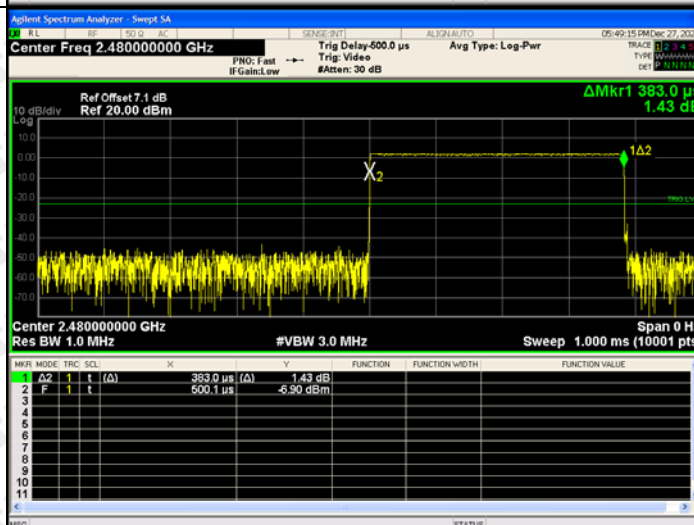 Agilent Spectrum Analyzer - Swept SA
RL RF 50 Ω AC SENSE:INT ALIGN AUTO 05:49:15 PM Dec 27, 202
Center Freq 2.480000000 GHz
PNO: Fast
IFGain:Low
Trig Delay-500.0 µs
Trig: Video
#Atten: 30 dB
Avg Type: Log-Pwr
TRACE 1 2 3 4 5
TYPE
DET P N N N N
ΔMkr1 383.0 µs
1.43 dB
Ref Offset 7.1 dB
10 dB/div Ref 20.00 dBm
Log
10.0
0.00
-10.0
-20.0
-30.0
-40.0
-50.0
-60.0
-70.0
1Δ2
X2
TRIG LV
Center 2.480000000 GHz Span 0 H
Res BW 1.0 MHz #VBW 3.0 MHz Sweep 1.000 ms (10001 pts
MKR MODE TRC SCL X Y FUNCTION FUNCTION WIDTH FUNCTION VALUE
1 Δ2 1 t (Δ) 383.0 µs (Δ) 1.43 dB
2 F 1 t 500.1 µs -6.90 dBm
3
4
5
6
7
8
9
10
11
MSG STATUS